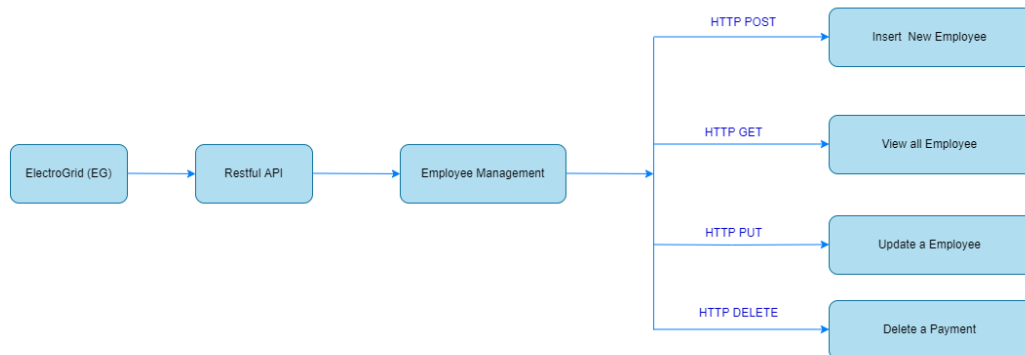 HTTP POST
Insert New Employee
HTTP GET
View all Employee
ElectroGrid (EG)
Restful API
Employee Management
HTTP PUT
Update a Employee
HTTP DELETE
Delete a Payment